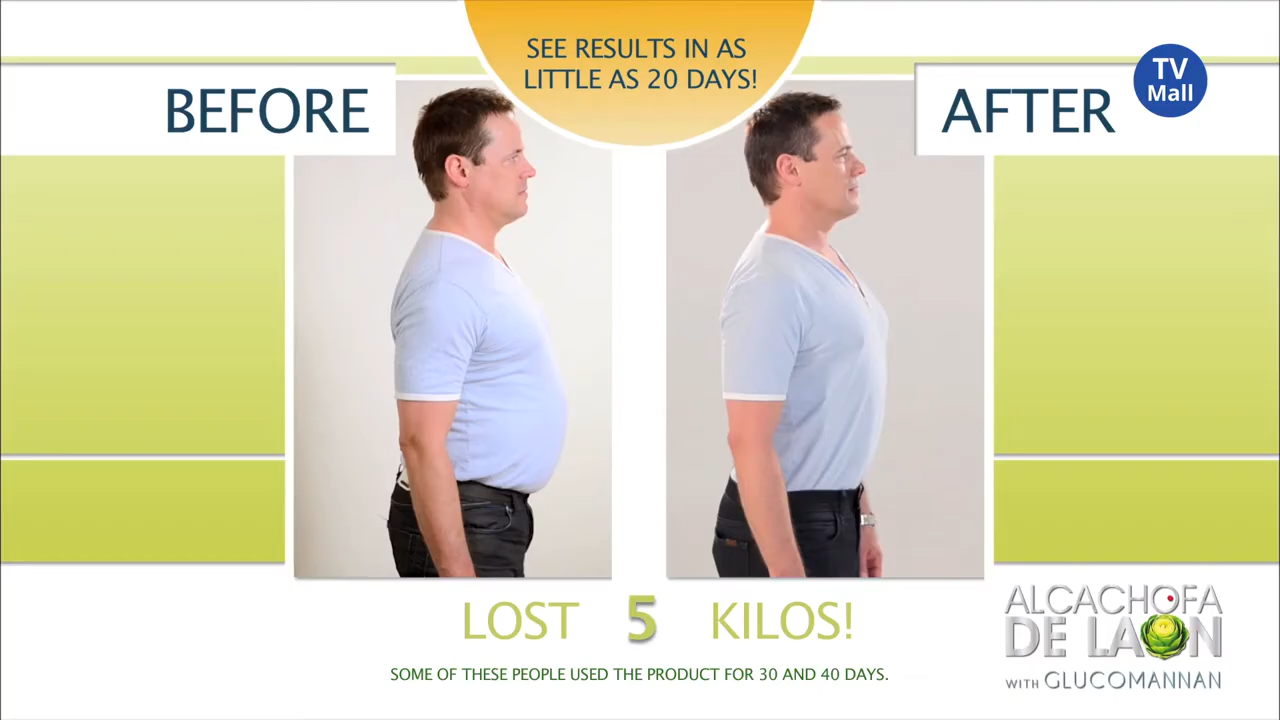 SEE RESULTS IN AS
LITTLE AS 20 DAYS!
BEFORE
AFTER
TV
Mall
LOST 5 KILOS!
SOME OF THESE PEOPLE USED THE PRODUCT FOR 30 AND 40 DAYS.
ALCACHOFA
DE LAON
WITH GLUCOMANNAN